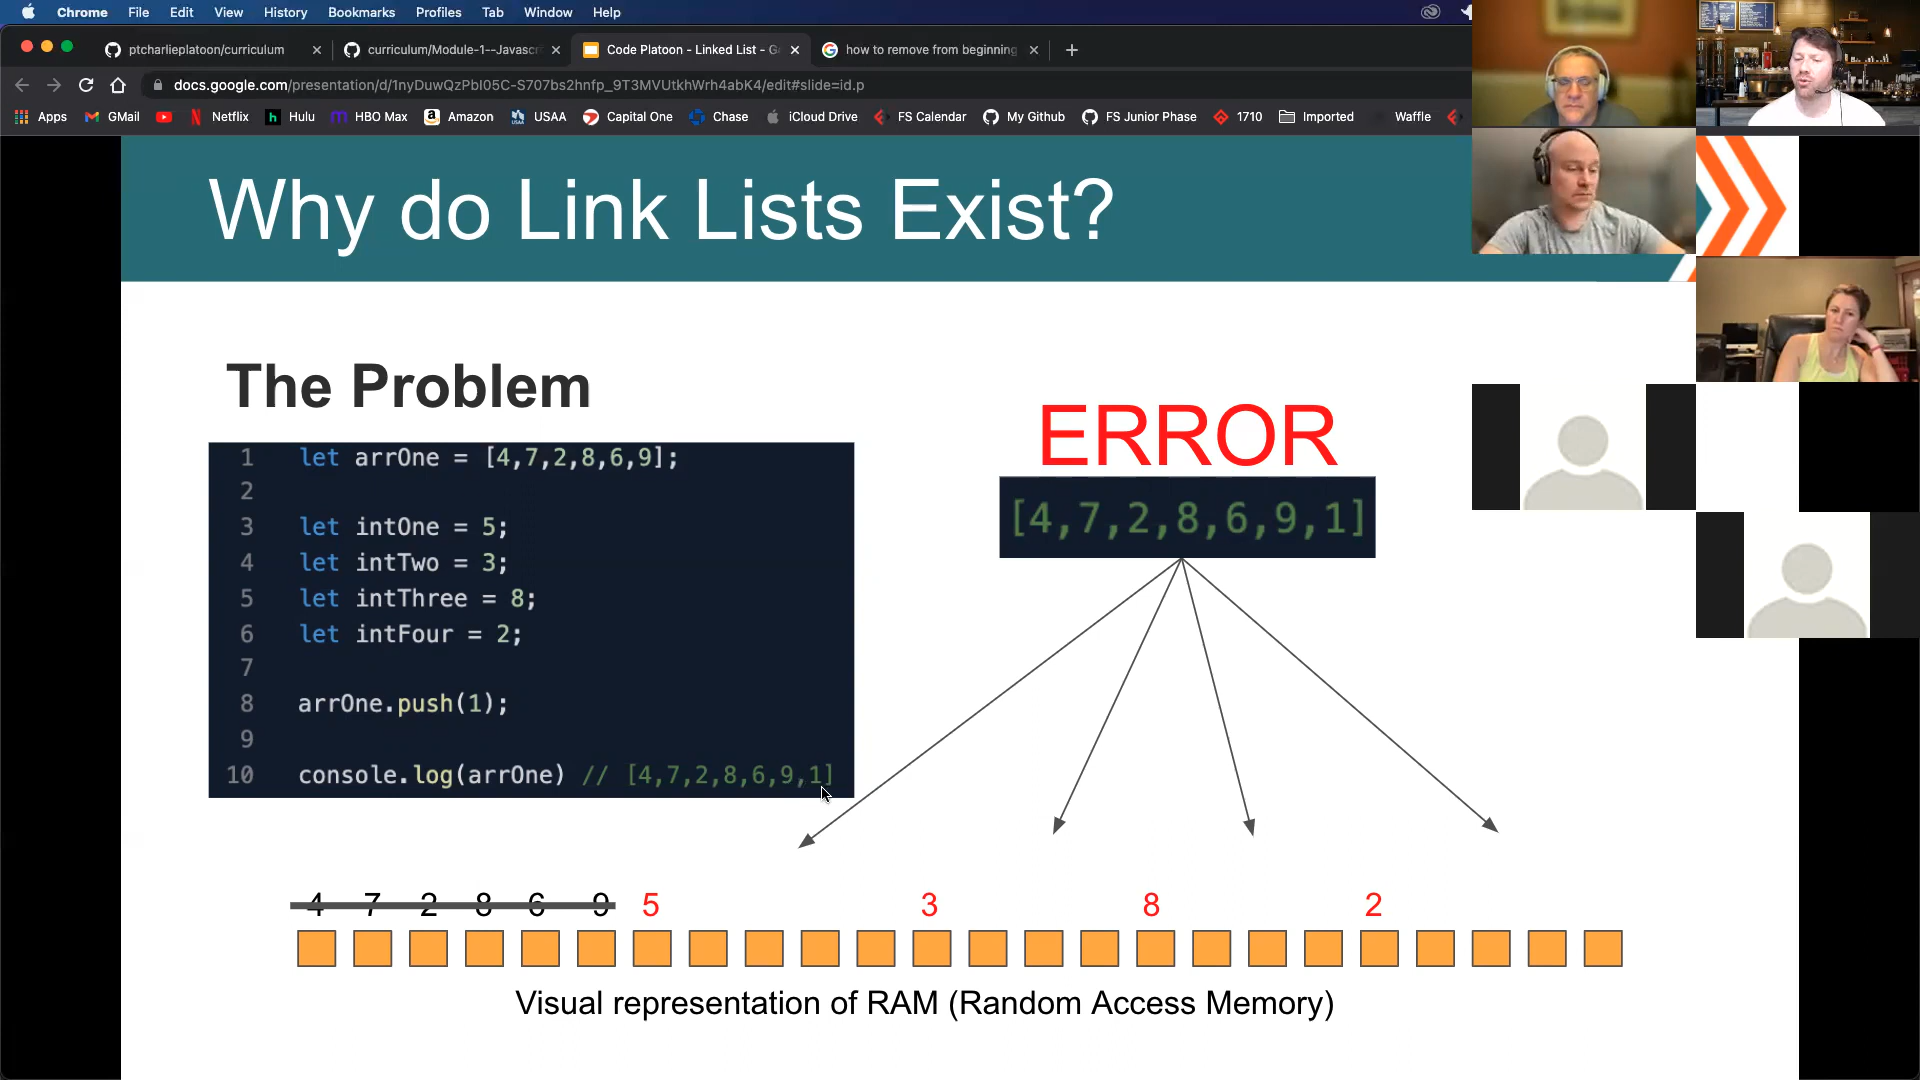 Chrome File Edit View History Bookmarks Profiles Tab Window Help
ptcharlieplatoon/curriculum
curriculum/Module-1--Javascri
Code Platoon - Linked List - Go
how to remove from beginning
docs.google.com/presentation/d/1nyDuwQzPbI05C-S707bs2hnfp_9T3MVUtkhWrh4abK4/edit#slide=id.p
Apps GMail Netflix Hulu HBO Max Amazon USAA Capital One Chase iCloud Drive FS Calendar My Github FS Junior Phase 1710 Imported Waffle
Why do Link Lists Exist?
The Problem
1 let arrOne = [4,7,2,8,6,9];
2
3 let intOne = 5;
4 let intTwo = 3;
5 let intThree = 8;
6 let intFour = 2;
7
8 arrOne.push(1);
9
10 console.log(arrOne) // [4,7,2,8,6,9,1]
ERROR
[4,7,2,8,6,9,1]
4 7 2 8 6 9 5 3 8 2
Visual representation of RAM (Random Access Memory)